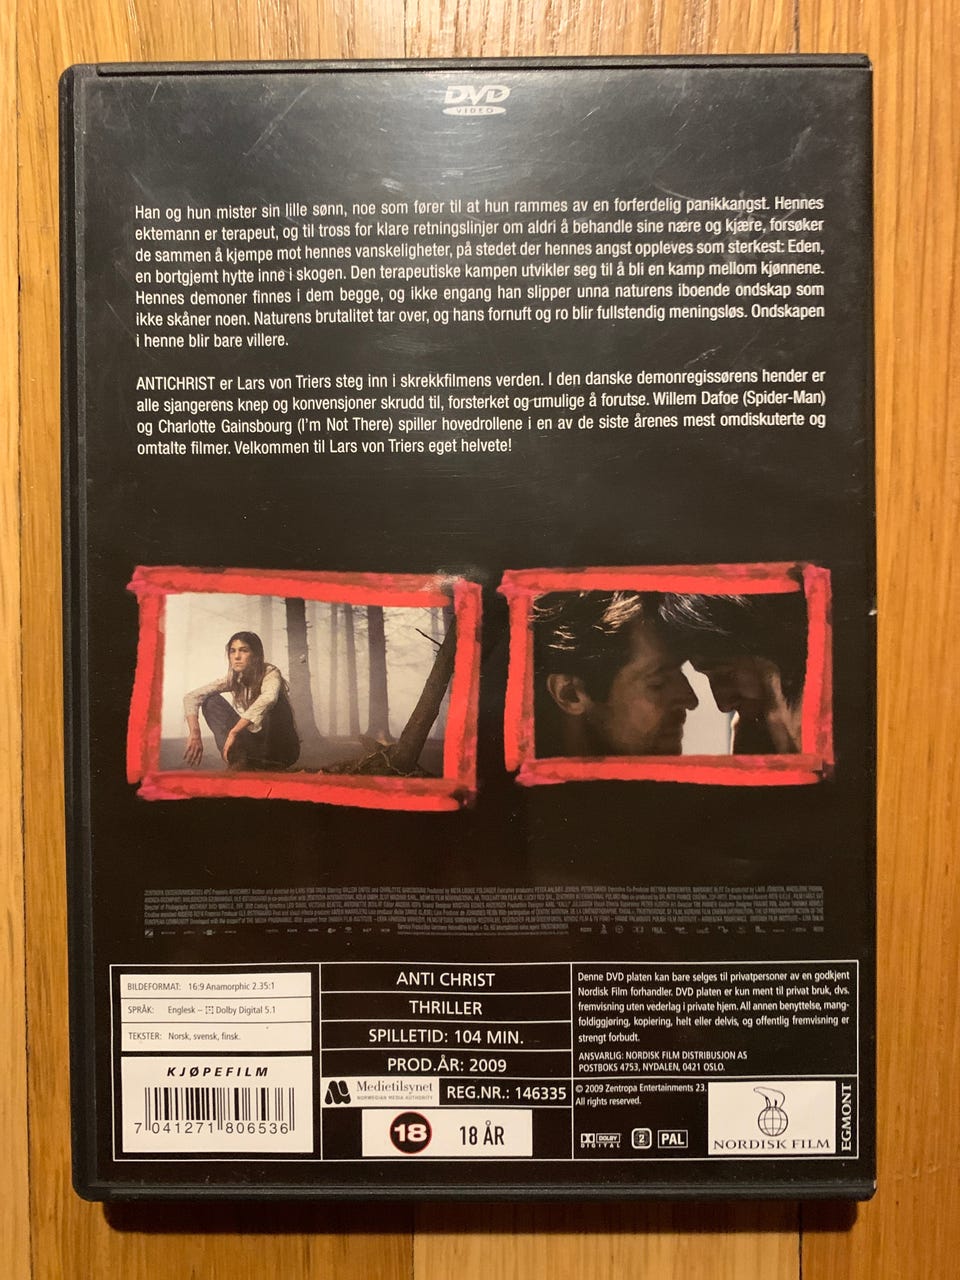 DVD
VIDEO
Han og hun mister sin lille sønn, noe som fører til at hun rammes av en forferdelig panikkangst. Hennes
ektemann er terapeut, og til tross for klare retningslinjer om aldri å behandle sine nære og kjære, forsøker
de sammen å kjempe mot hennes vanskeligheter, på stedet der hennes angst oppleves som sterkest: Eden,
en bortgjemt hytte inne i skogen. Den terapeutiske kampen utvikler seg til å bli en kamp mellom kjønnene.
Hennes demoner finnes i dem begge, og ikke engang han slipper unna naturens iboende ondskap som
ikke skåner noen. Naturens brutalitet tar over, og hans fornuft og ro blir fullstendig meningsløs. Ondskapen
i henne blir bare villere.
ANTICHRIST er Lars von Triers steg inn i skrekkfilmens verden. I den danske demonregissørens hender er
alle sjangerens knep og konvensjoner skrudd til, forsterket og umulige å forutse. Willem Dafoe (Spider-Man)
og Charlotte Gainsbourg (I'm Not There) spiller hovedrollene i en av de siste årenes mest omdiskuterte og
omtalte filmer. Velkommen til Lars von Triers eget helvete!
BILDEFORMAT: 16:9 Anamorphic 2.35:1
SPRÅK: Englesk – Dolby Digital 5.1
TEKSTER: Norsk, svensk, finsk.
KJØPEFILM
7 041271 806536
ANTI CHRIST
THRILLER
SPILLETID: 104 MIN.
PROD.ÅR: 2009
Medietilsynet
NORWEGIAN MEDIA AUTHORITY
REG.NR.: 146335
18 18 ÅR
Denne DVD platen kan bare selges til privatpersoner av en godkjent
Nordisk Film forhandler. DVD platen er kun ment til privat bruk, dvs.
fremvisning uten vederlag i private hjem. All annen benyttelse, mang-
foldiggjøring, kopiering, helt eller delvis, og offentlig fremvisning er
strengt forbudt.
ANSVARLIG: NORDISK FILM DISTRIBUSJON AS
POSTBOKS 4753, NYDALEN, 0421 OSLO.
© 2009 Zentropa Entertainments 23.
All rights reserved.
DOLBY
DIGITAL
2
PAL
NORDISK FILM
EGMONT